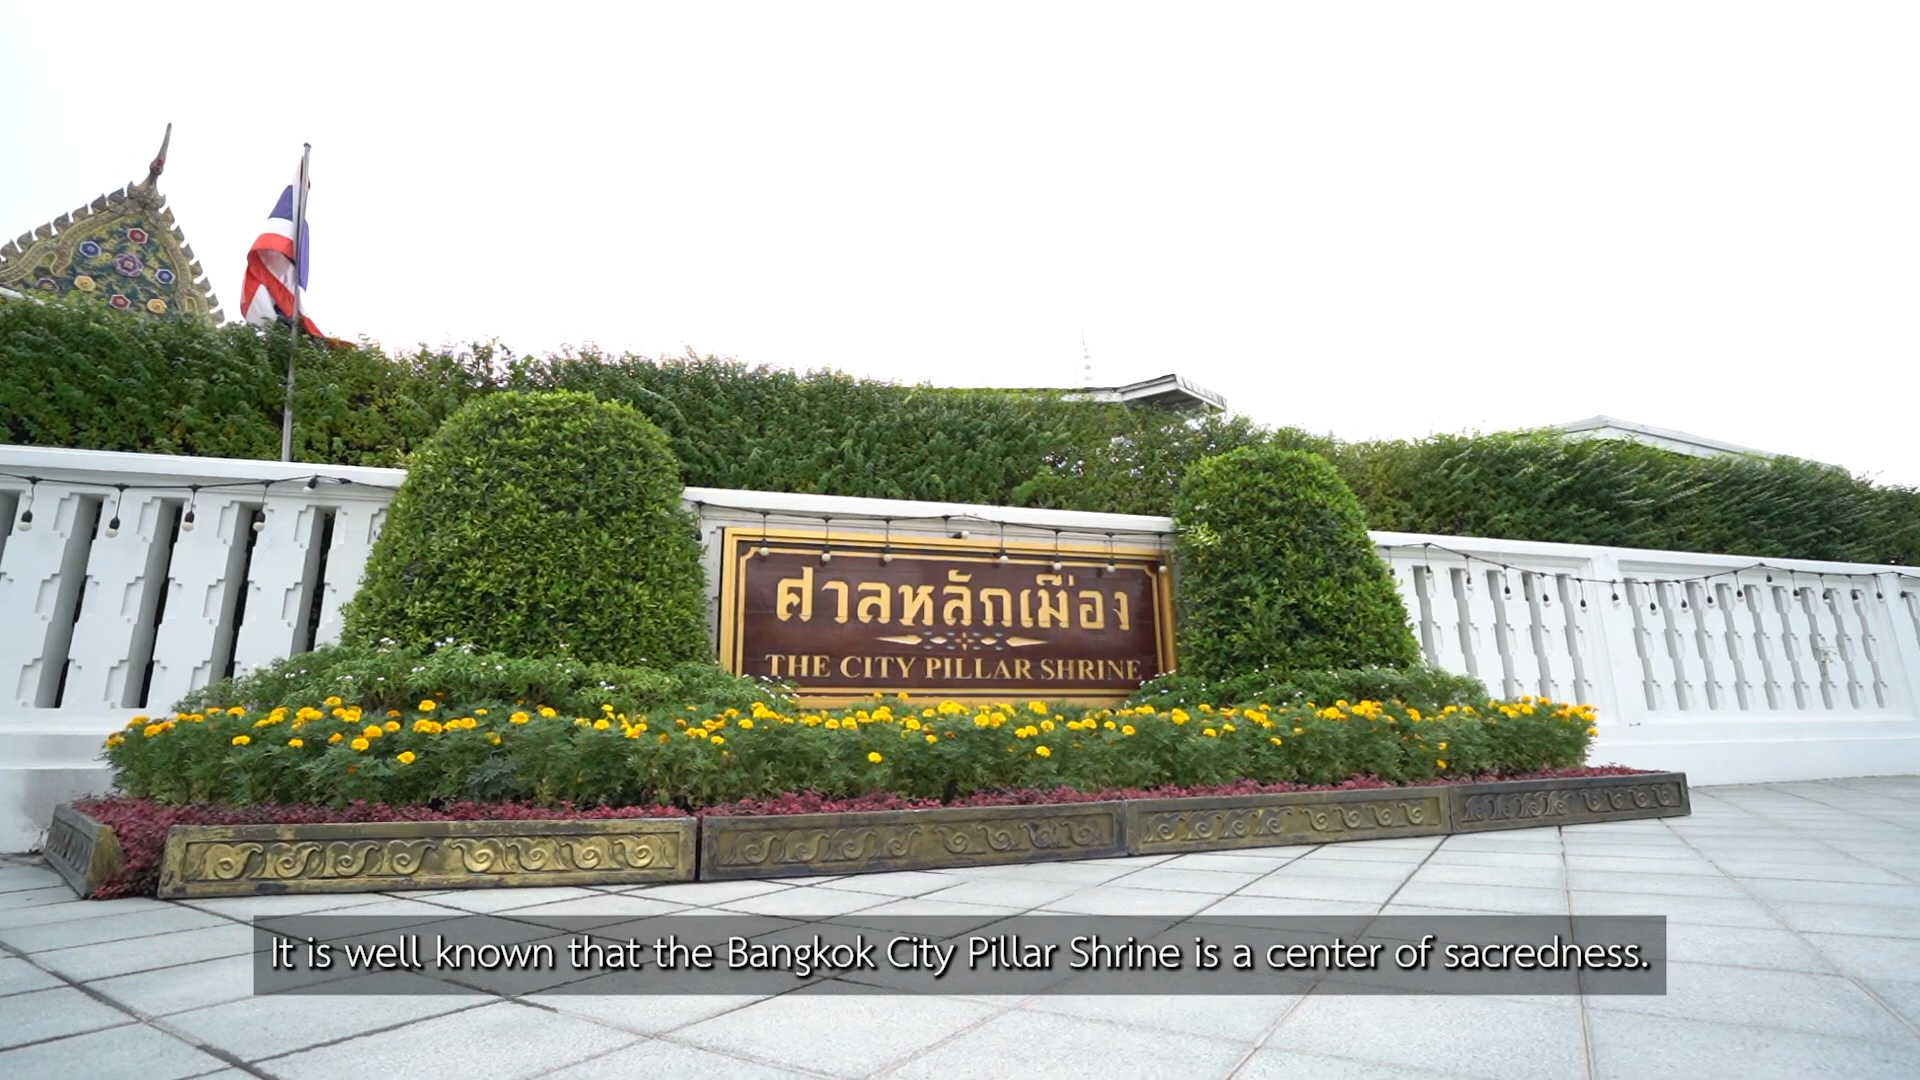 ศาลหลักเมือง
THE CITY PILLAR SHRINE
It is well known that the Bangkok City Pillar Shrine is a center of sacredness.